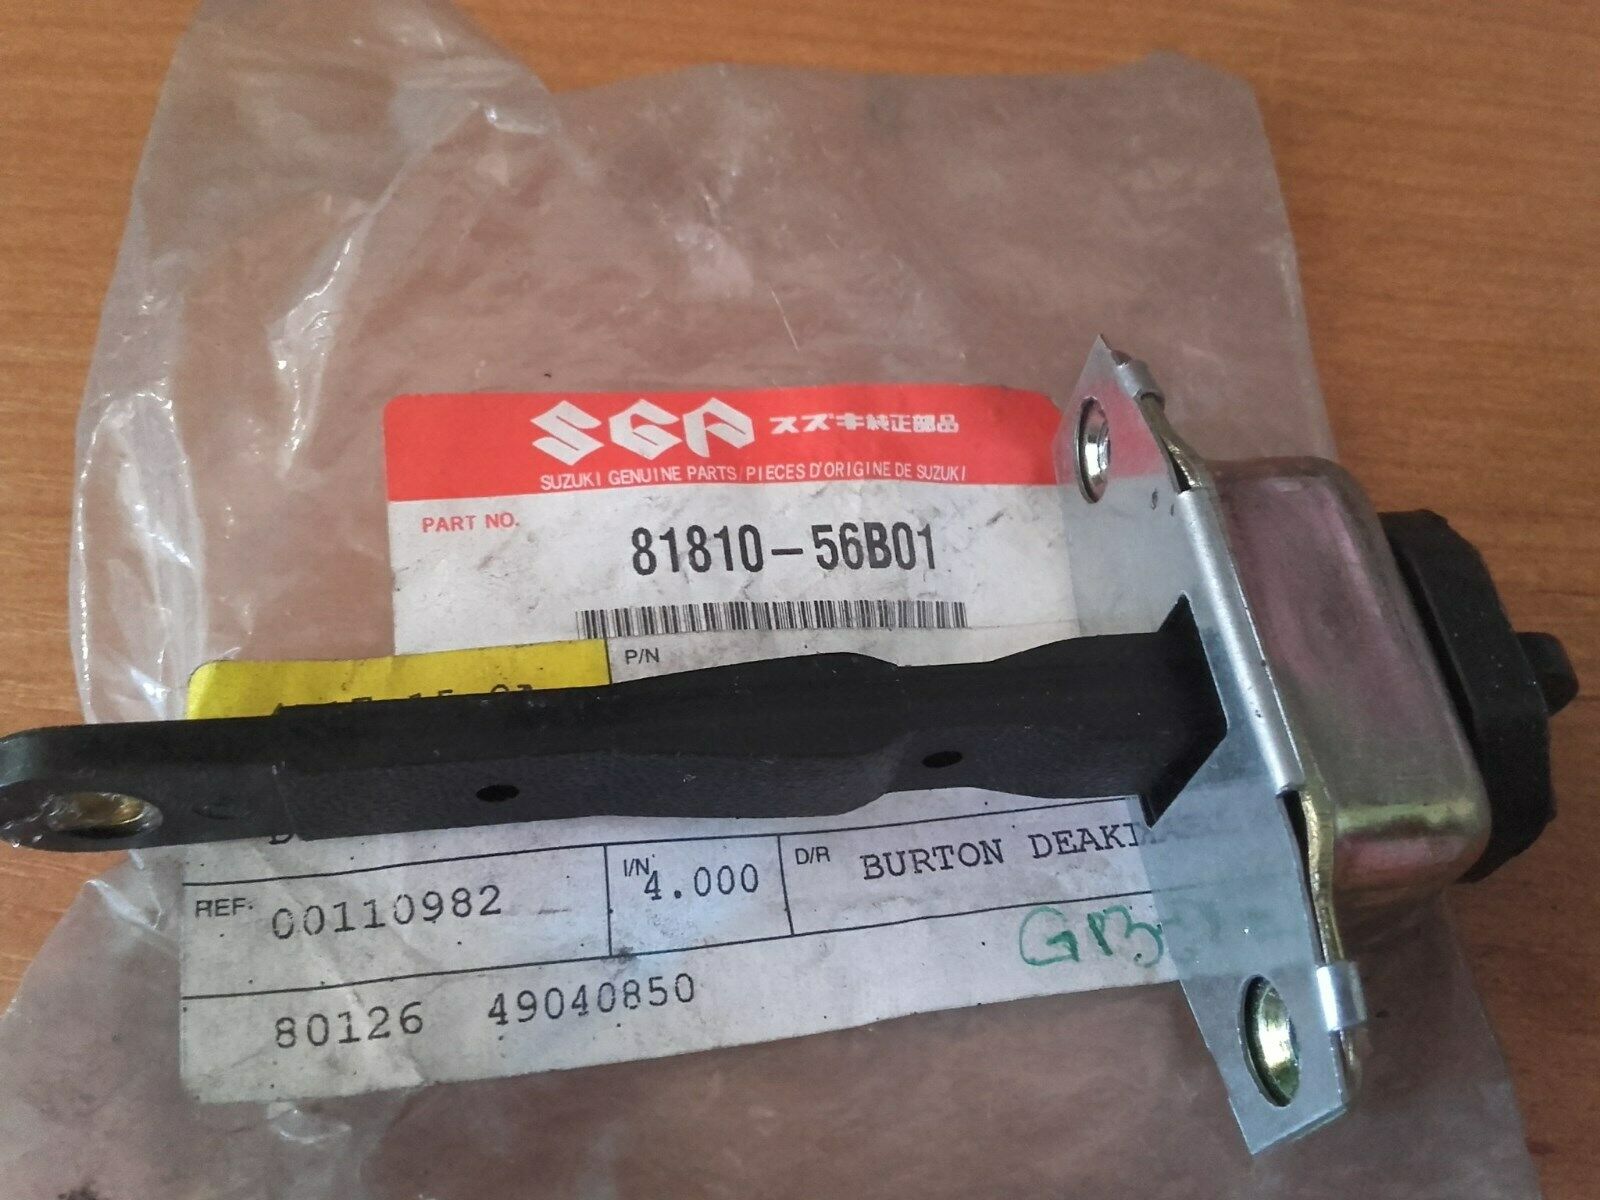 SGP スズキ純正部品
SUZUKI GENUINE PARTS/PIECES D'ORIGINE DE SUZUKI
PART NO.
81810-56B01
P/N
REF. 00110982
I/N 4.000
D/R BURTON
80126 49040850